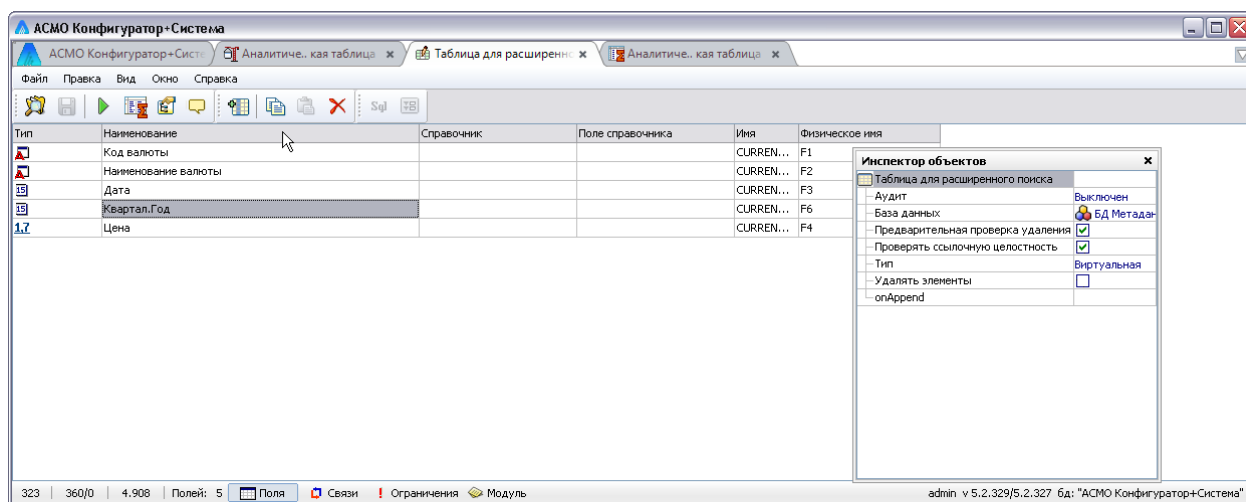 АСМО Конфигуратор+Система
АСМО Конфигуратор+Систе Аналитиче.. кая таблица Таблица для расширенно Аналитиче.. кая таблица
Файл Правка Вид Окно Справка
Sql
Тип Наименование Справочник Поле справочника Имя Физическое имя
Код валюты CURREN... F1
Наименование валюты CURREN... F2
15 Дата CURREN... F3
15 Квартал.Год CURREN... F6
1,7 Цена CURREN... F4
Инспектор объектов
Таблица для расширенного поиска
Аудит Выключен
База данных БД Метадан
Предварительная проверка удаления
Проверять ссылочную целостность
Тип Виртуальная
Удалять элементы
onAppend
323 360/0 4.908 Полей: 5 Поля Связи Ограничения Модуль admin v 5.2.329/5.2.327 бд: "АСМО Конфигуратор+Система"